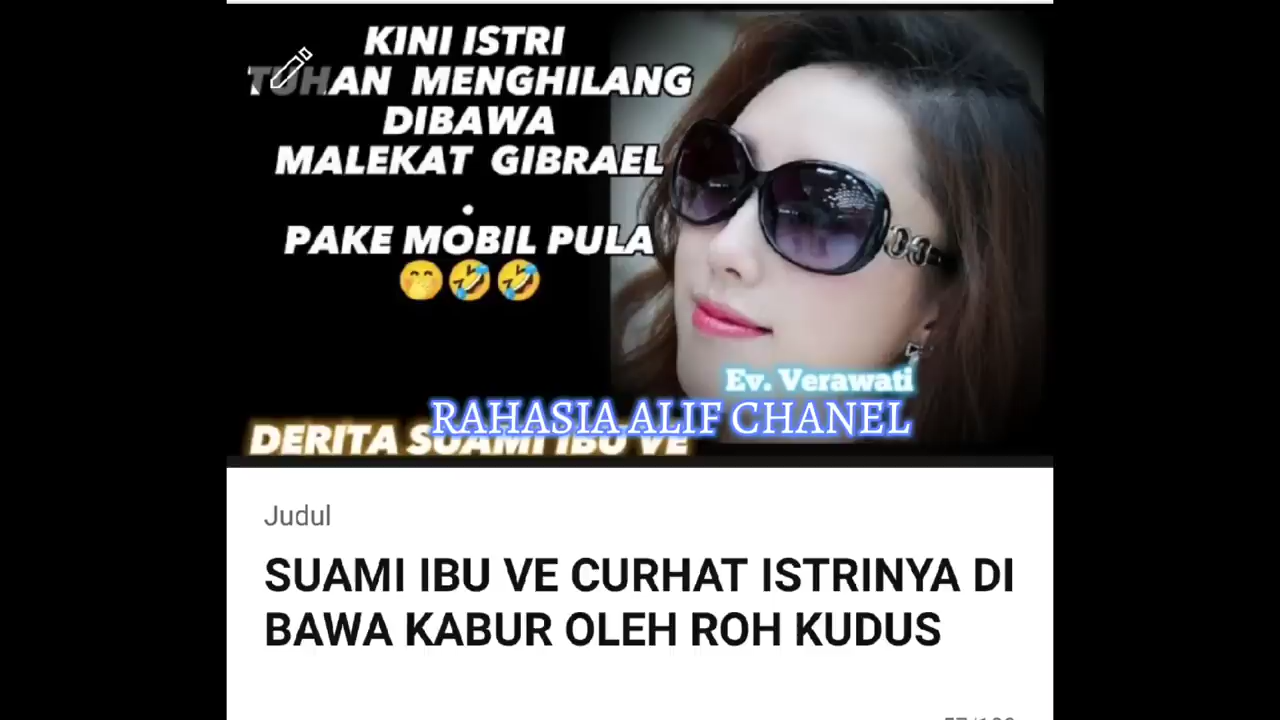 KINI ISTRI
TUHAN MENGHILANG
DIBAWA
MALEKAT GIBRAEL
.
PAKE MOBIL PULA
🤭🤣🤣
Ev. Verawati
RAHASIA ALIF CHANEL
DERITA SUAMI IBU VE
Judul
SUAMI IBU VE CURHAT ISTRINYA DI
BAWA KABUR OLEH ROH KUDUS